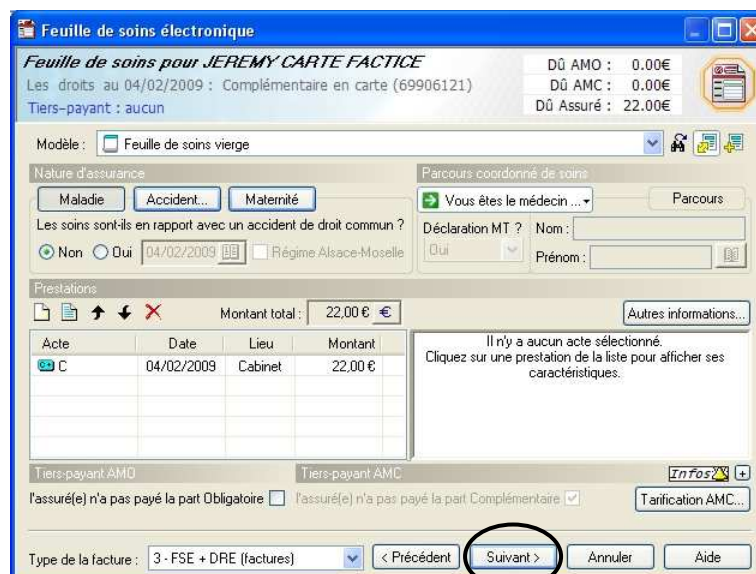 Feuille de soins électronique
Feuille de soins pour JEREMY CARTE FACTICE
Les droits au 04/02/2009 : Complémentaire en carte (69906121)
Tiers-payant : aucun
Dû AMO : 0.00€
Dû AMC : 0.00€
Dû Assuré : 22.00€
Modèle : Feuille de soins vierge
Nature d'assurance
Parcours coordonné de soins
Maladie Accident... Maternité
Vous êtes le médecin ... Parcours
Les soins sont-ils en rapport avec un accident de droit commun ?
Déclaration MT ? Nom :
Non Oui 04/02/2009 Régime Alsace-Moselle
Oui Prénom :
Prestations
Montant total : 22,00 € €
Autres informations...
Acte Date Lieu Montant
C 04/02/2009 Cabinet 22,00 €
Il n'y a aucun acte sélectionné.
Cliquez sur une prestation de la liste pour afficher ses
caractéristiques.
Tiers-payant AMO Tiers-payant AMC Infos
l'assuré(e) n'a pas payé la part Obligatoire l'assuré(e) n'a pas payé la part Complémentaire Tarification AMC...
Type de la facture : 3 - FSE + DRE (factures) < Précédent Suivant > Annuler Aide